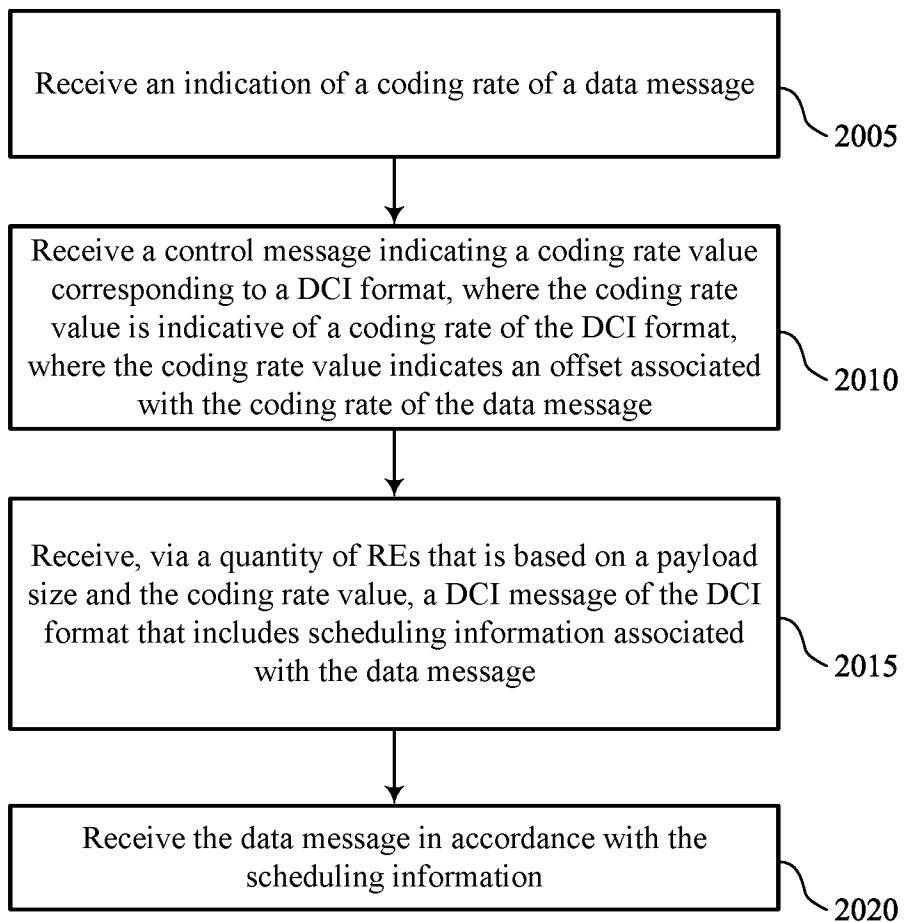 Receive an indication of a coding rate of a data message
2005
Receive a control message indicating a coding rate value
corresponding to a DCI format, where the coding rate
value is indicative of a coding rate of the DCI format,
where the coding rate value indicates an offset associated
with the coding rate of the data message
2010
Receive, via a quantity of REs that is based on a payload
size and the coding rate value, a DCI message of the DCI
format that includes scheduling information associated
with the data message
2015
Receive the data message in accordance with the
scheduling information
2020